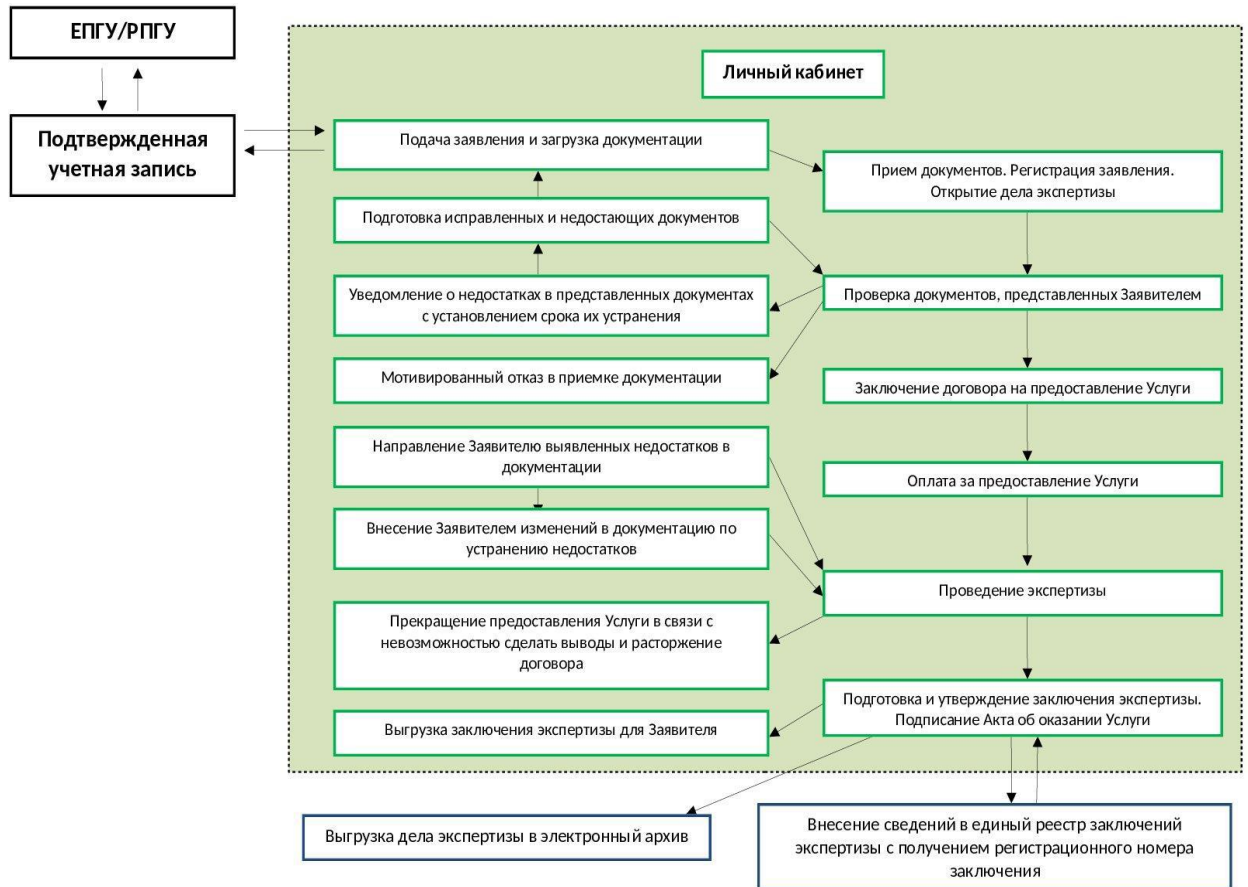 ЕПГУ/РПГУ
Подтвержденная
учетная запись
Личный кабинет
Подача заявления и загрузка документации
Прием документов. Регистрация заявления.
Открытие дела экспертизы
Подготовка исправленных и недостающих документов
Уведомление о недостатках в представленных документах
с установлением срока их устранения
Проверка документов, представленных Заявителем
Мотивированный отказ в приемке документации
Заключение договора на предоставление Услуги
Направление Заявителю выявленных недостатков в
документации
Оплата за предоставление Услуги
Внесение Заявителем изменений в документацию по
устранению недостатков
Проведение экспертизы
Прекращение предоставления Услуги в связи с
невозможностью сделать выводы и расторжение
договора
Подготовка и утверждение заключения экспертизы.
Подписание Акта об оказании Услуги
Выгрузка заключения экспертизы для Заявителя
Выгрузка дела экспертизы в электронный архив
Внесение сведений в единый реестр заключений
экспертизы с получением регистрационного номера
заключения